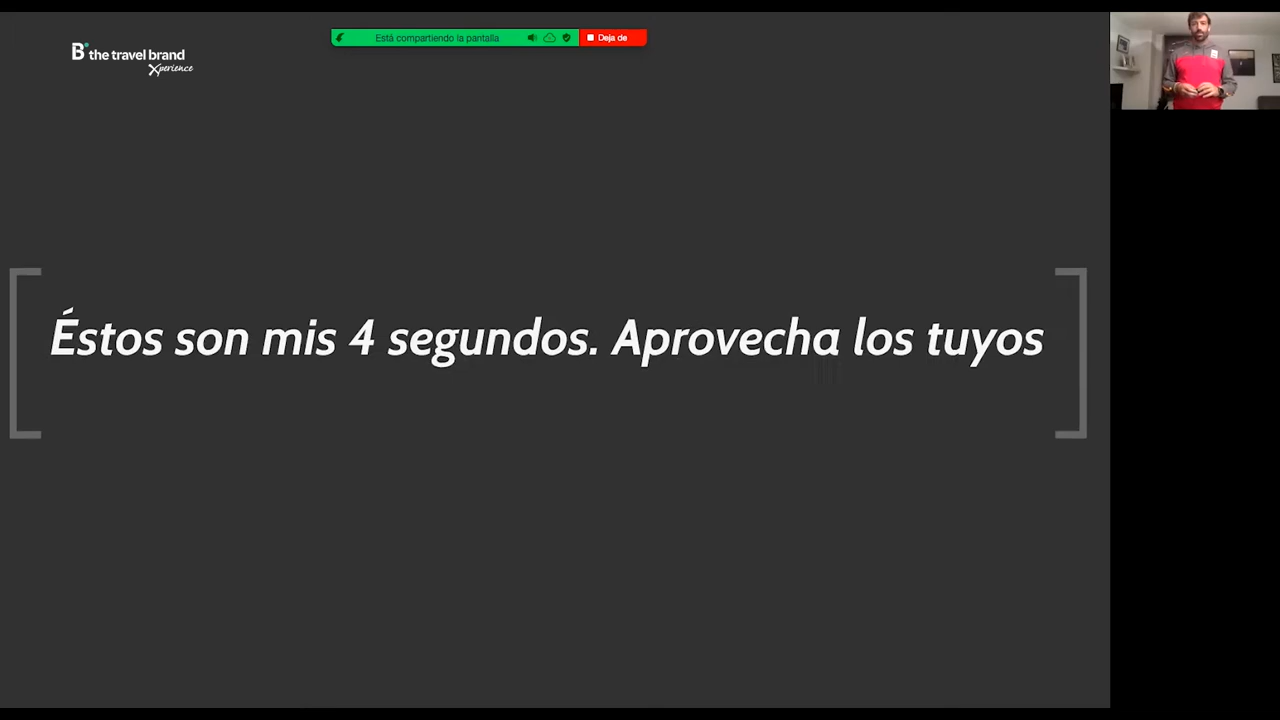 B the travel brand
Xperience
Está compartiendo la pantalla
Deja de
Éstos son mis 4 segundos. Aprovecha los tuyos